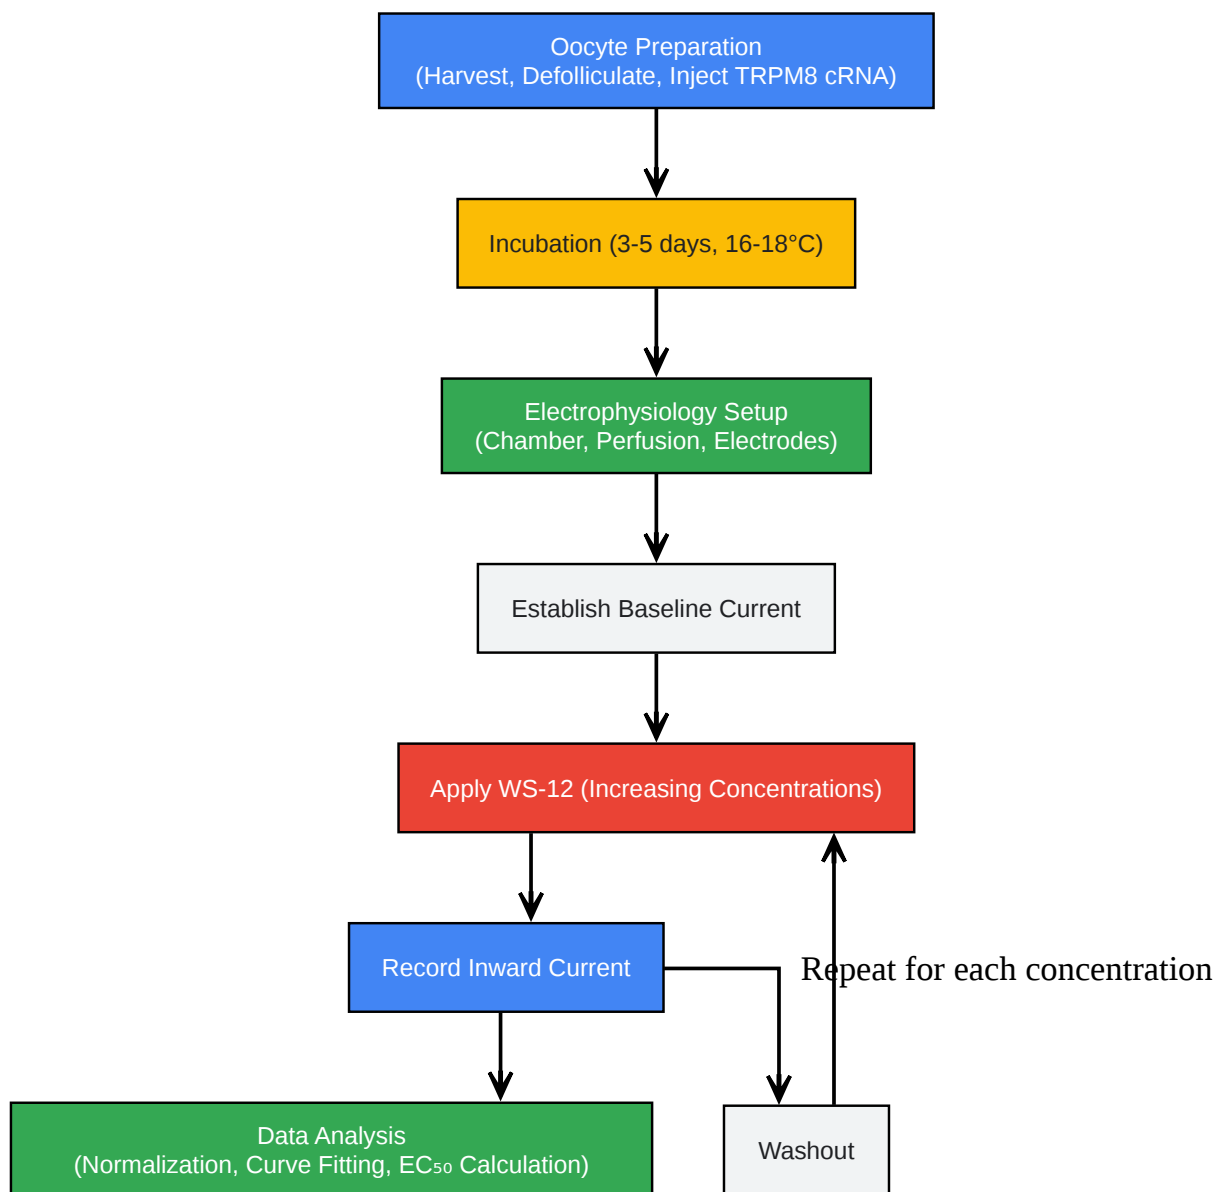 Oocyte Preparation
(Harvest, Defolliculate, Inject TRPM8 cRNA)
Incubation (3-5 days, 16-18°C)
Electrophysiology Setup
(Chamber, Perfusion, Electrodes)
Establish Baseline Current
Apply WS-12 (Increasing Concentrations)
Record Inward Current
Repeat for each concentration
Data Analysis
(Normalization, Curve Fitting, EC₅₀ Calculation)
Washout